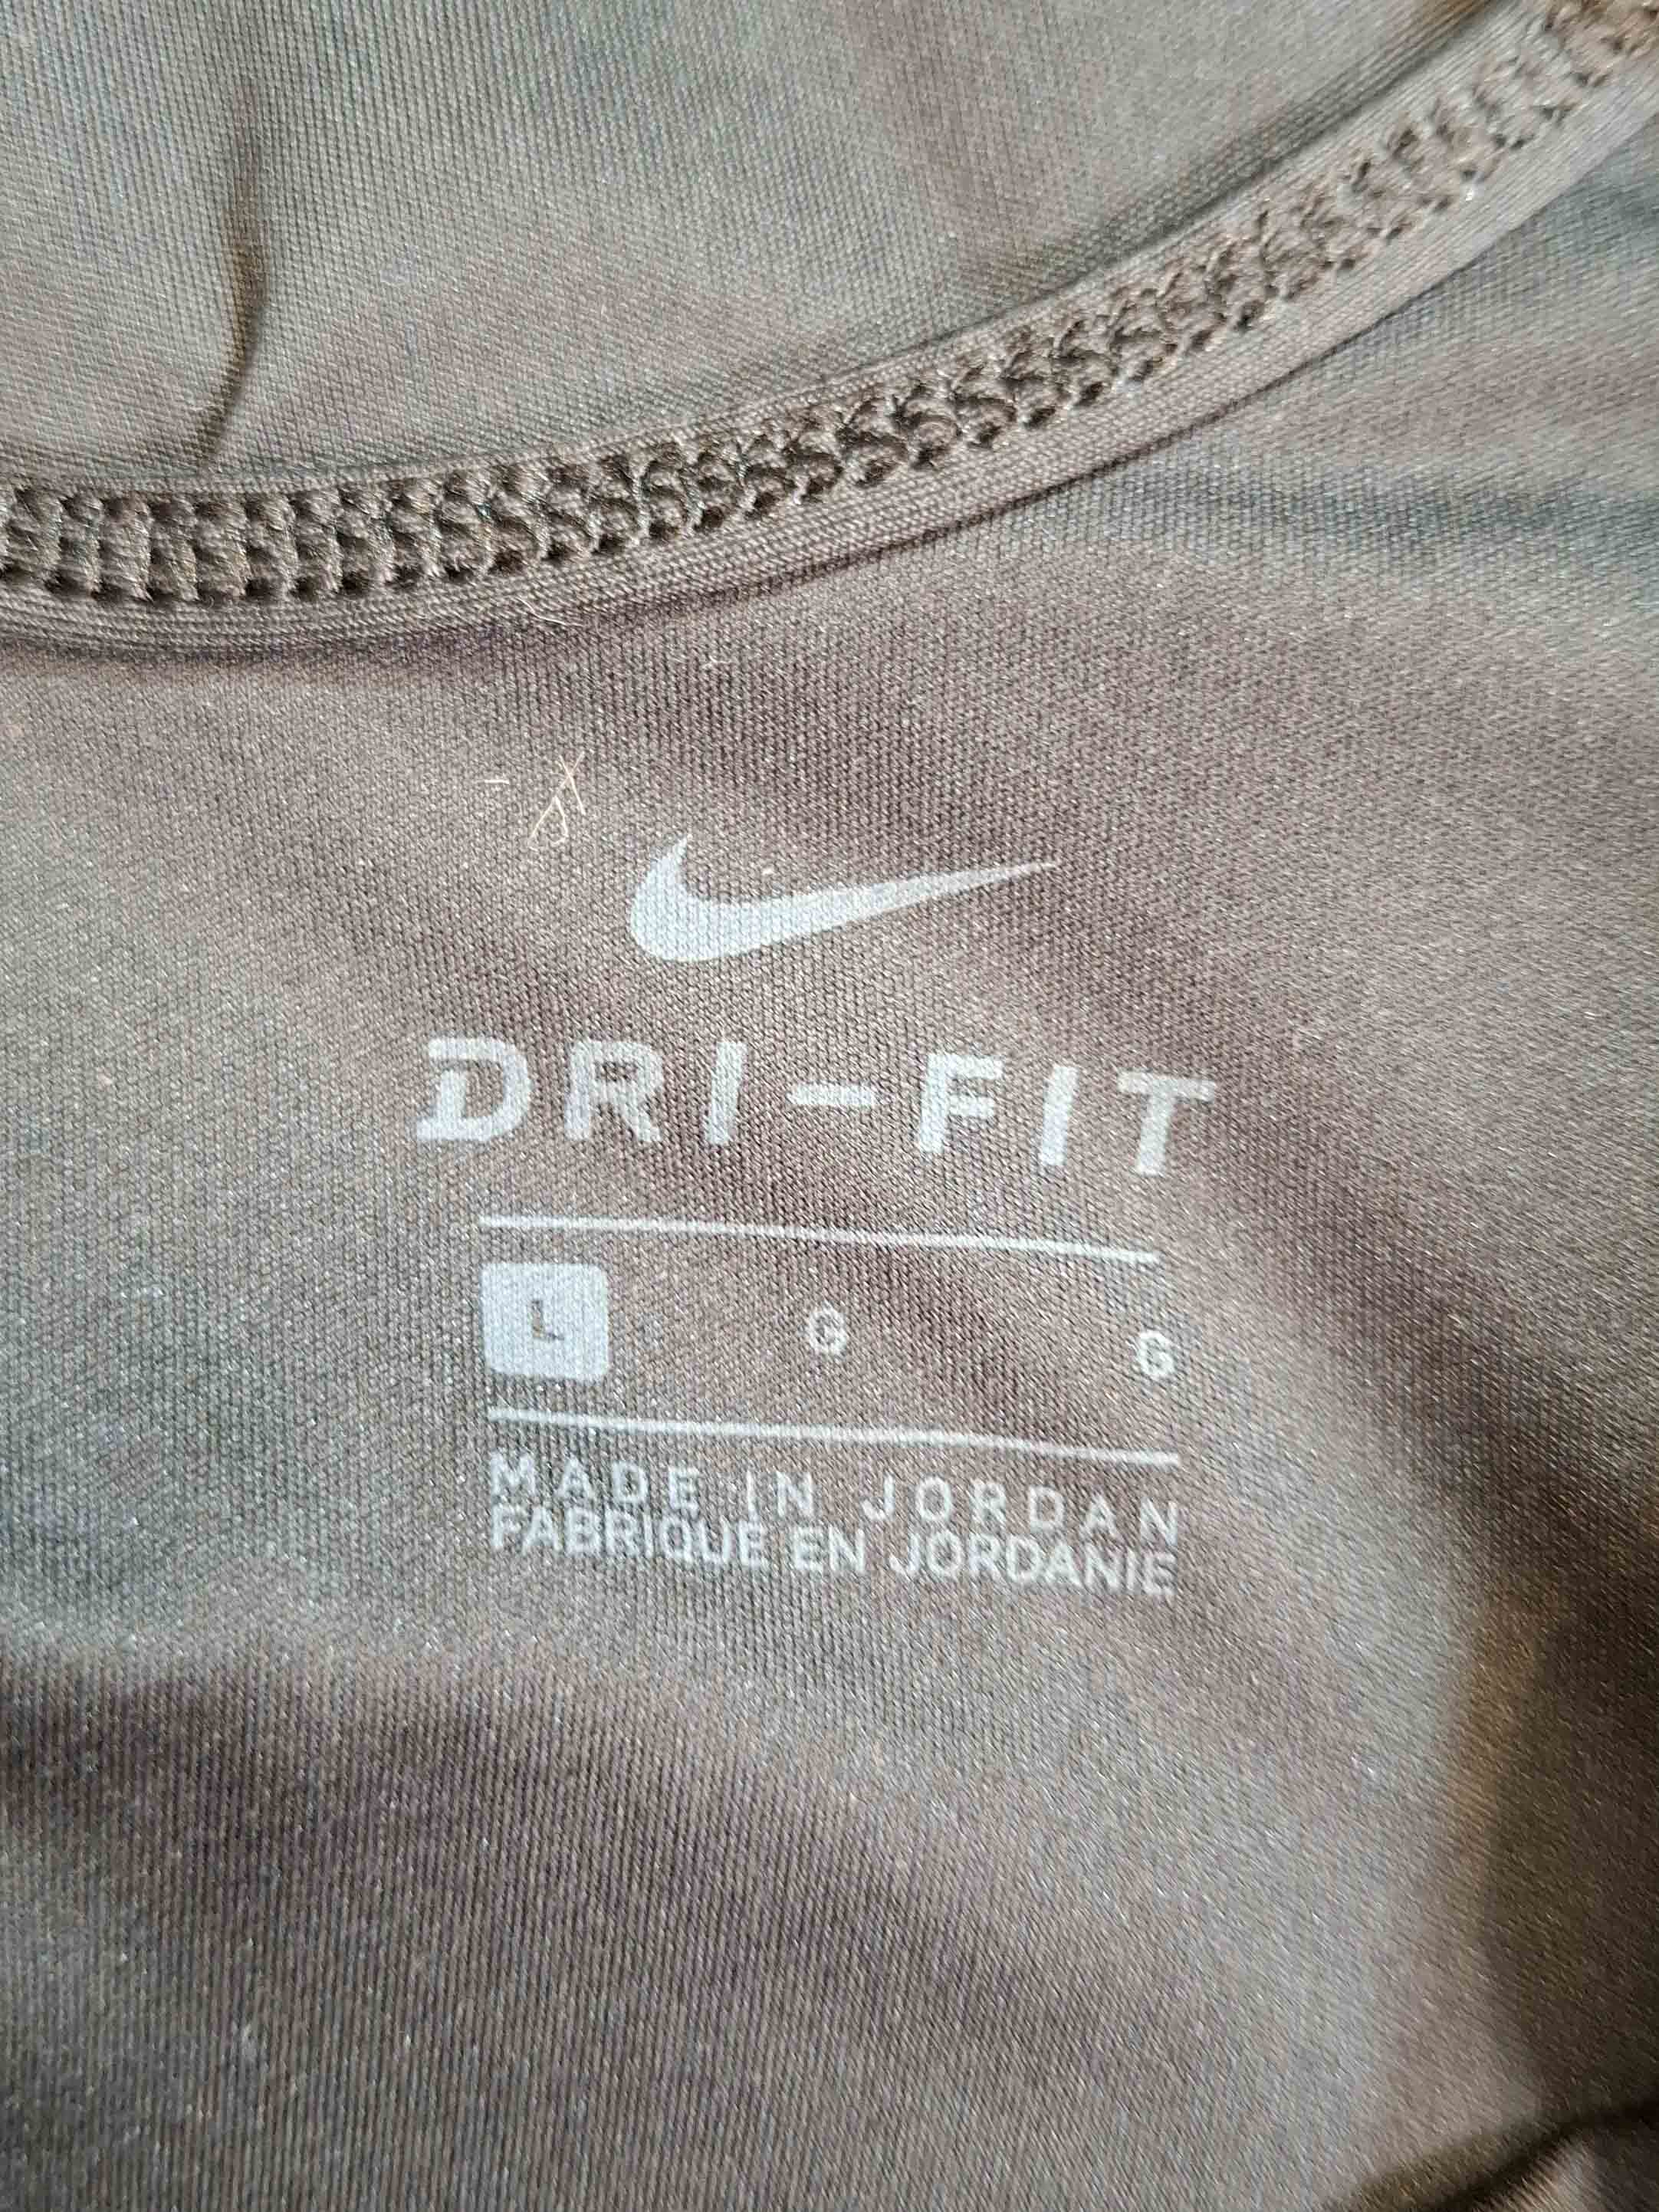 DRI-FIT
L G G
MADE IN JORDAN
FABRIQUE EN JORDANIE